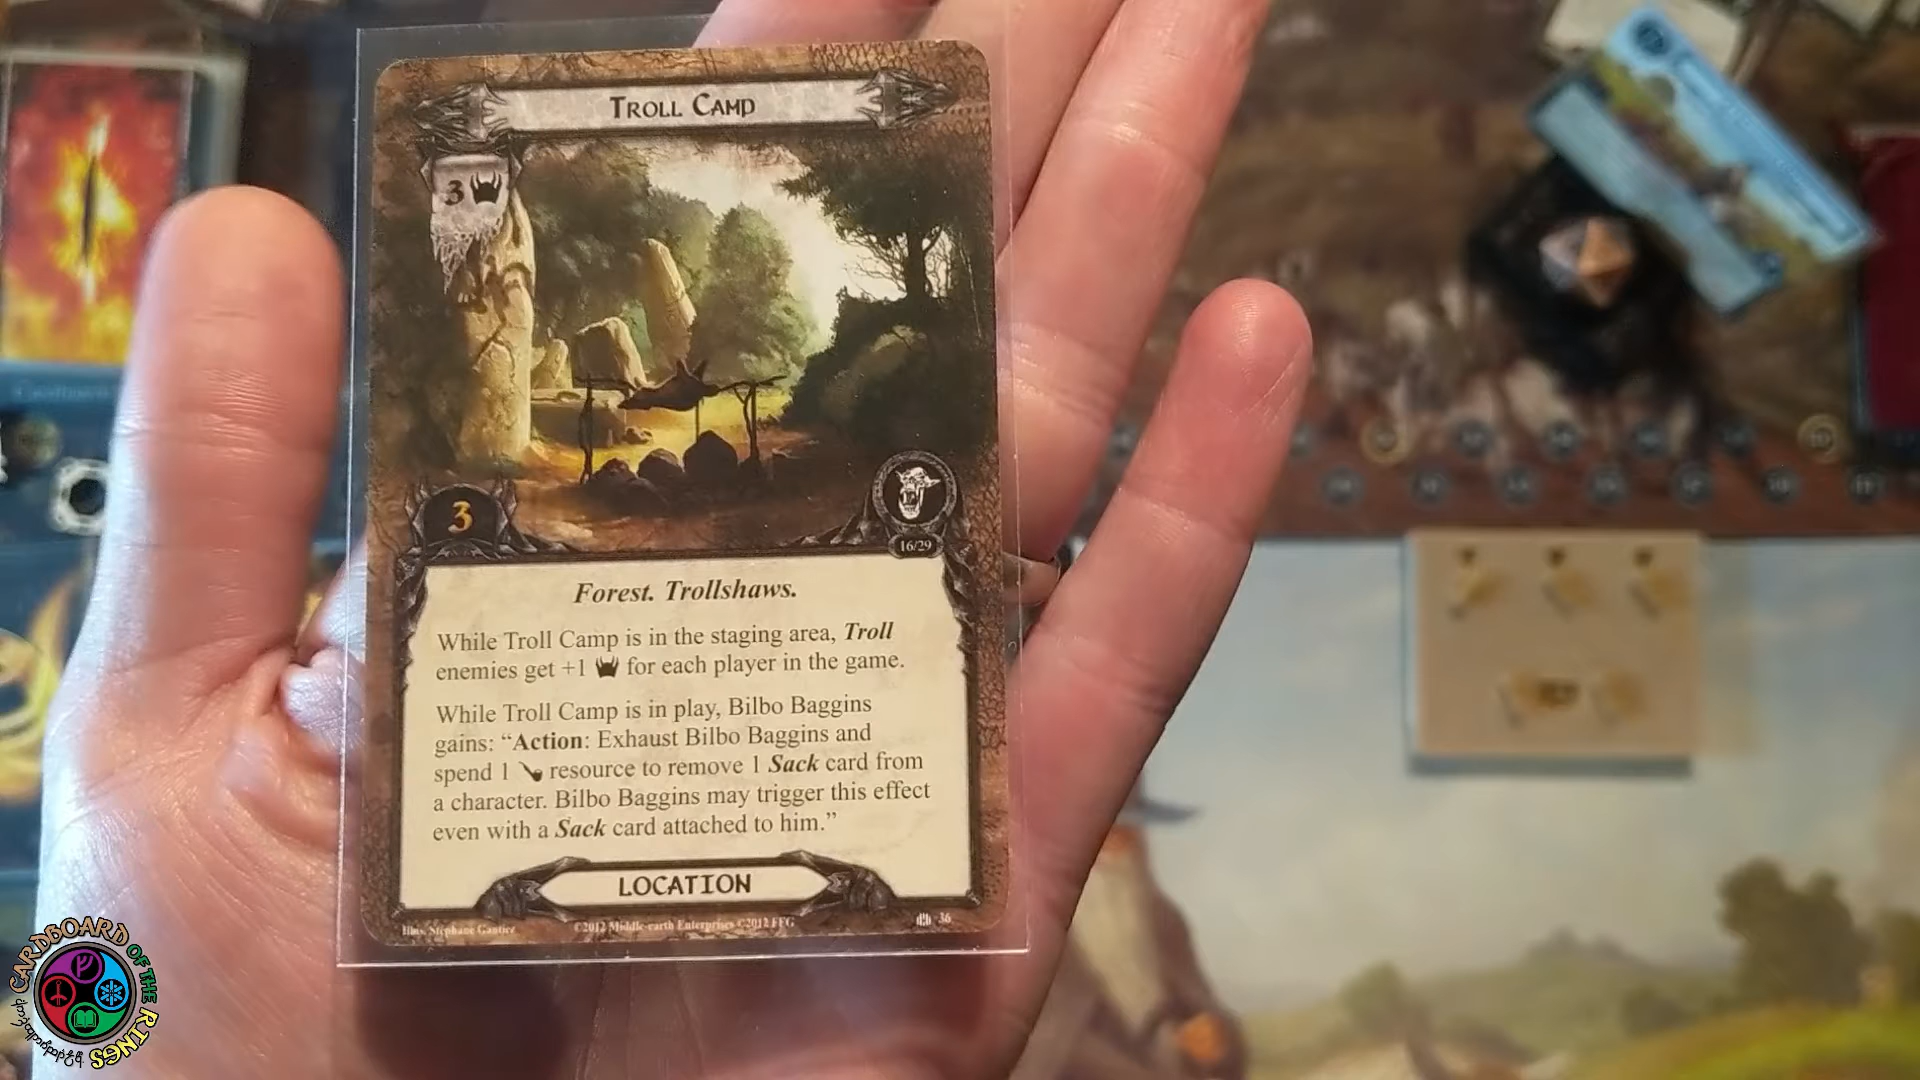 TROLL CAMP
3
3
16/29
Forest. Trollshaws.
While Troll Camp is in the staging area, Troll
enemies get +1 for each player in the game.
While Troll Camp is in play, Bilbo Baggins
gains: “Action: Exhaust Bilbo Baggins and
spend 1 resource to remove 1 Sack card from
a character. Bilbo Baggins may trigger this effect
even with a Sack card attached to him.”
LOCATION
Illus. Stéphane Gantiez
©2012 Middle-earth Enterprises ©2012 FFG
36
CARDBOARD OF THE RINGS